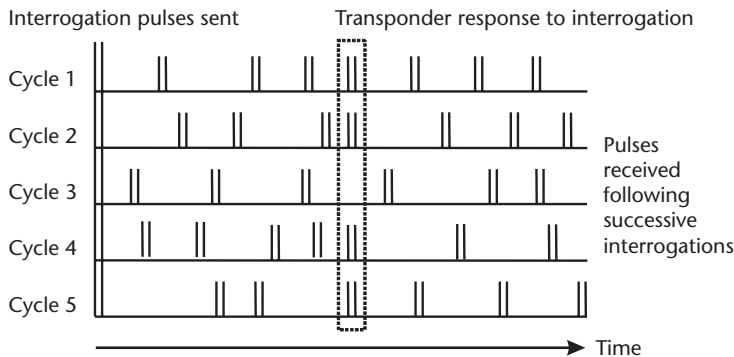 Interrogation pulses sent
Transponder response to interrogation
Cycle 1
Cycle 2
Cycle 3
Cycle 4
Cycle 5
Pulses
received
following
successive
interrogations
Time